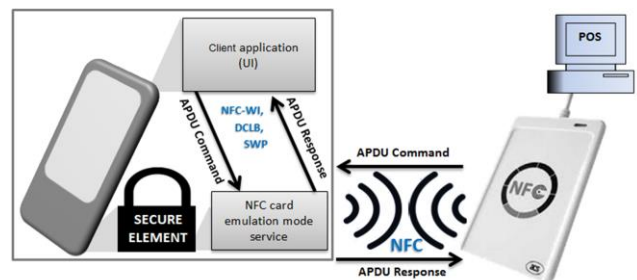 Client application
(UI)
POS
APDU Command
NFC-WI,
DCLB,
SWP
APDU Response
APDU Command
NFC
SECURE
ELEMENT
NFC card
emulation mode
service
NFC
APDU Response
ACS